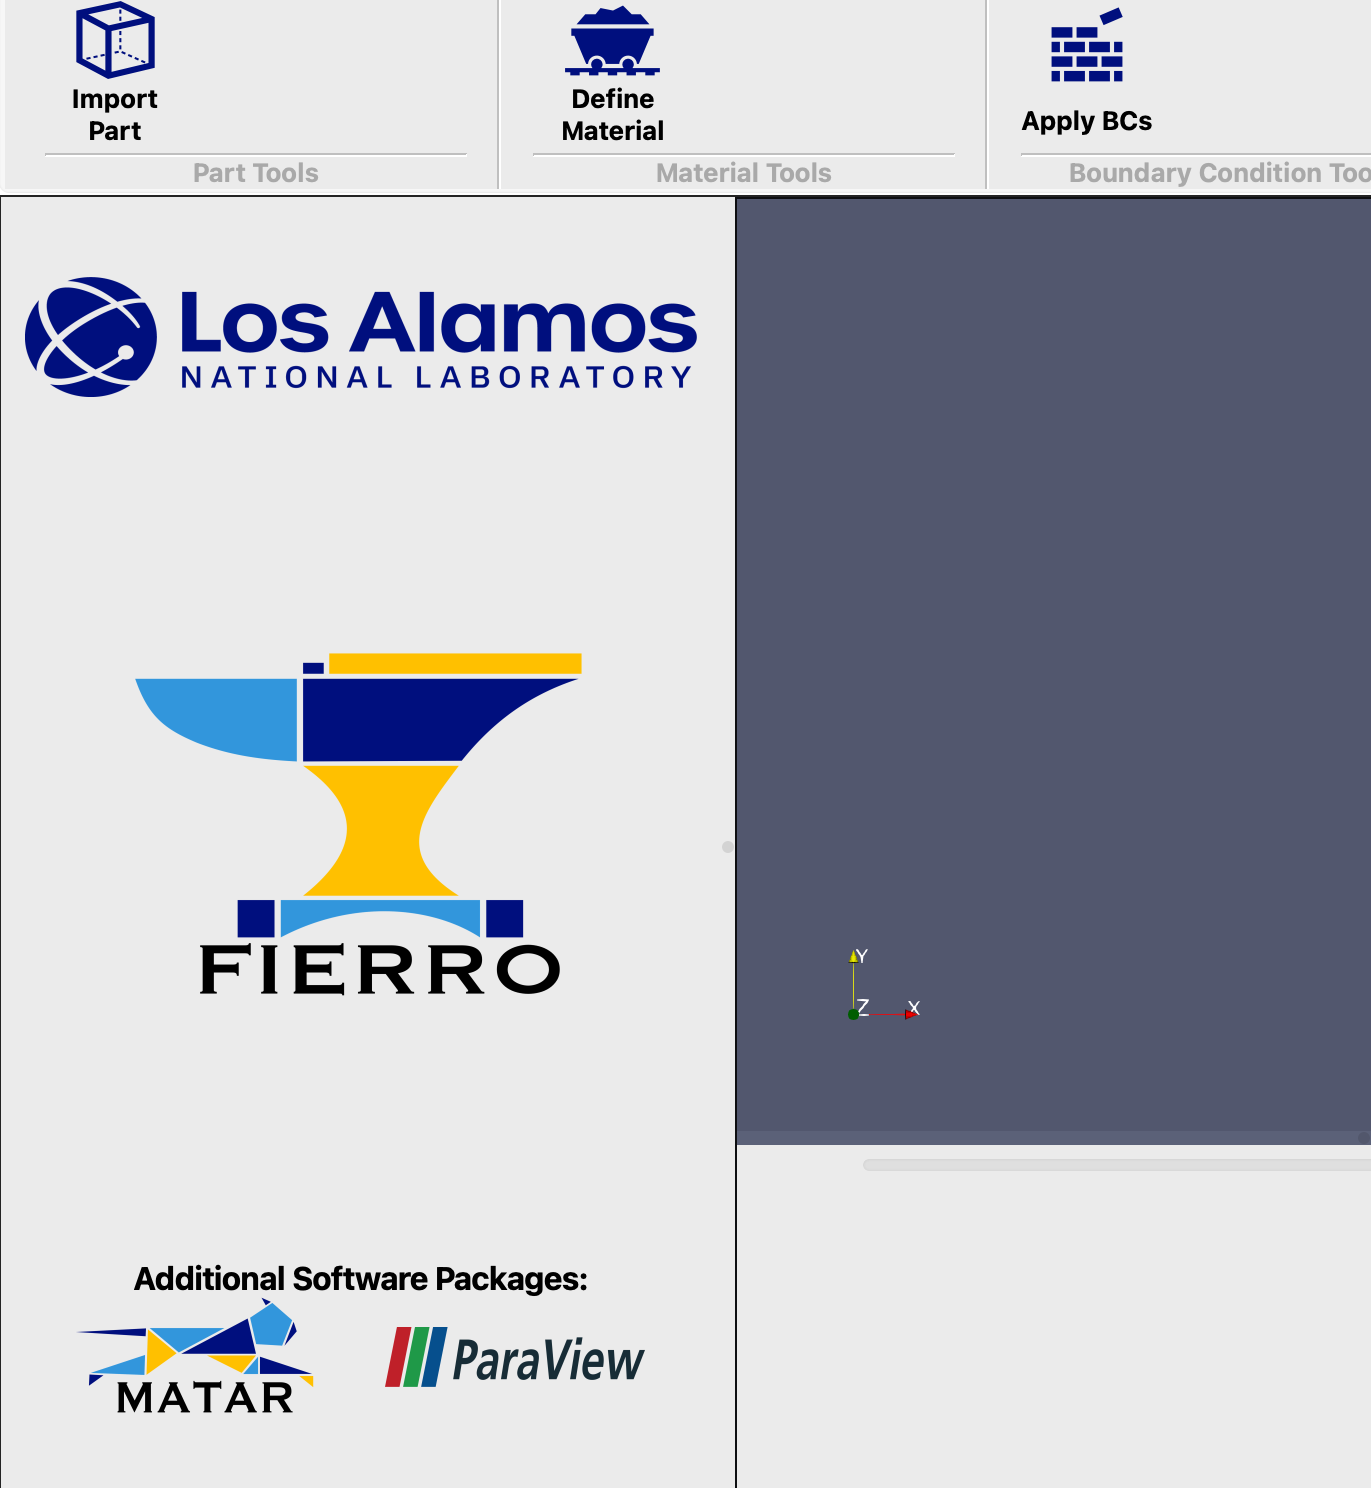 Import
Part
Define
Material
Apply BCs
Part Tools
Material Tools
Boundary Condition Too
Los Alamos
NATIONAL LABORATORY
FIERRO
Y
Z
X
Additional Software Packages:
MATAR
ParaView